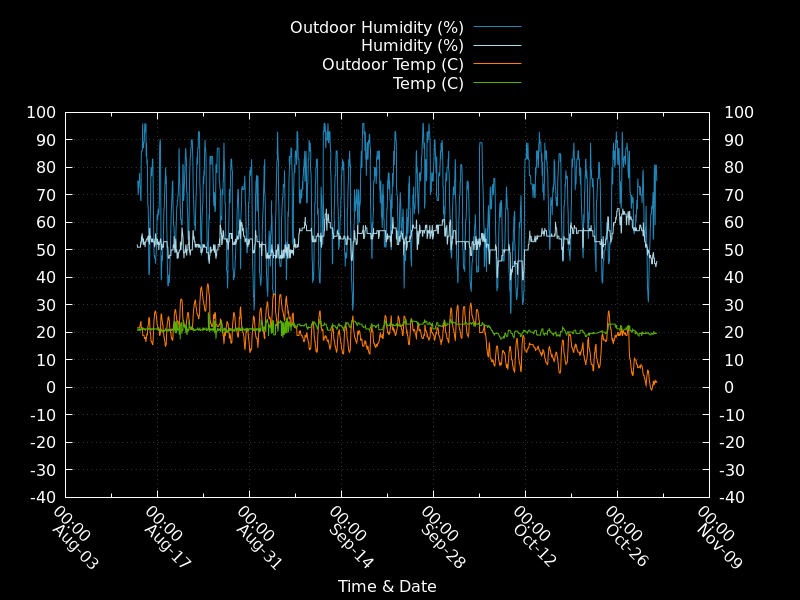 Outdoor Humidity (%)
Humidity (%)
Outdoor Temp (C)
Temp (C)
100 100
90 90
80 80
70 70
60 60
50 50
40 40
30 30
20 20
10 10
0 0
-10 -10
-20 -20
-30 -30
-40 -40
00:00 00:00 00:00 00:00 00:00 00:00 00:00 00:00
Aug-03 Aug-17 Aug-31 Sep-14 Sep-28 Oct-12 Oct-26 Nov-09
Time & Date